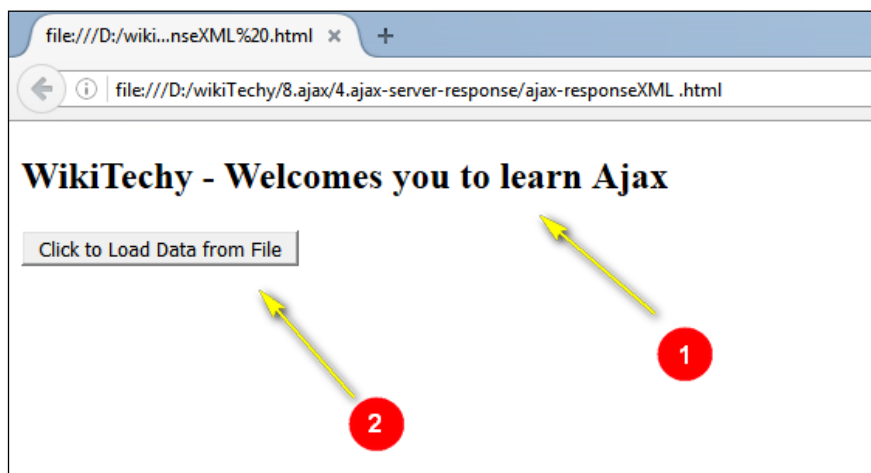 file:///D:/wiki...nseXML%20.html × +
file:///D:/wikiTechy/8.ajax/4.ajax-server-response/ajax-responseXML .html
WikiTechy - Welcomes you to learn Ajax
Click to Load Data from File
1
2